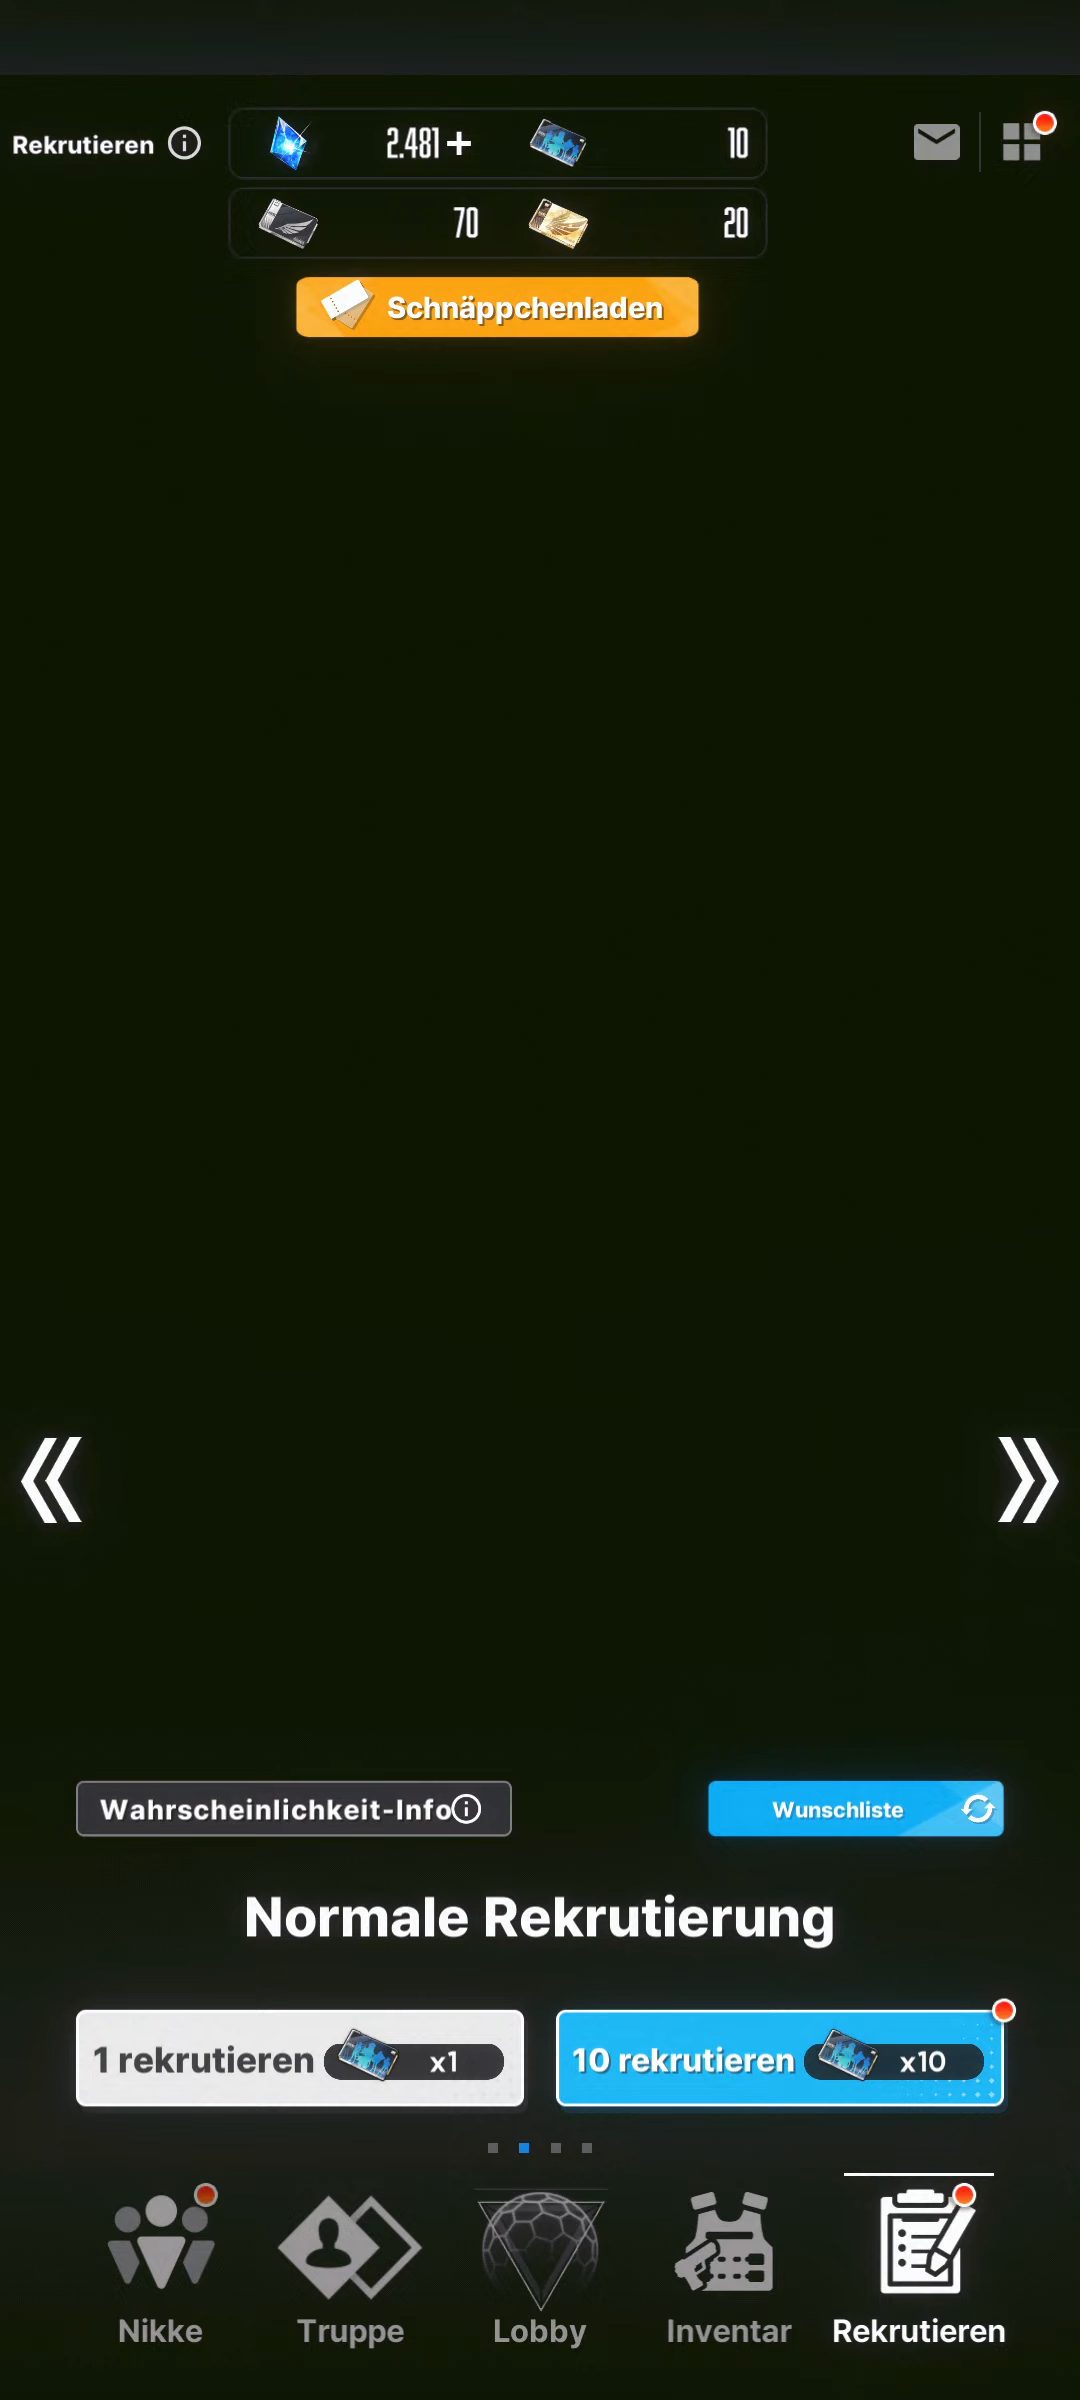 Rekrutieren
2.481
10
70
20
Schnäppchenladen
Wahrscheinlichkeit-Info
Wunschliste
Normale Rekrutierung
1 rekrutieren x1
10 rekrutieren x10
Nikke
Truppe
Lobby
Inventar
Rekrutieren